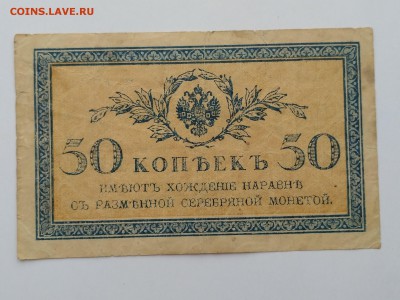 COINS.LAVE.RU
50 КОПѢЕКЪ 50
ИМѢЮТЪ ХОЖДЕНІЕ НАРАВНѢ
СЪ РАЗМѢННОЙ СЕРЕБРЯНОЙ МОНЕТОЙ.